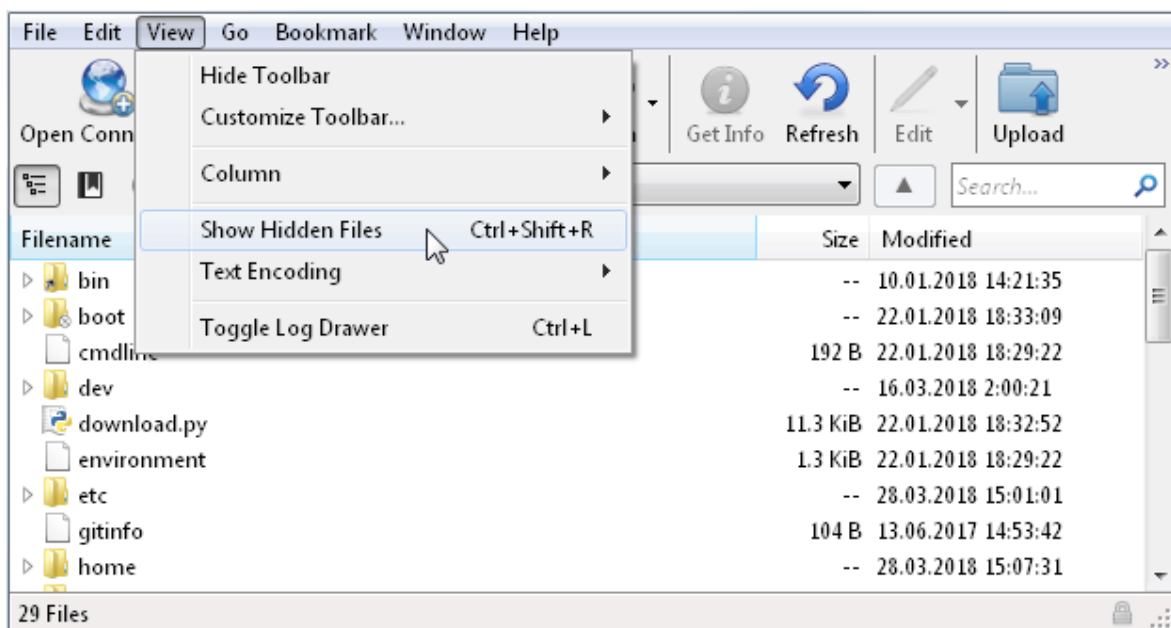 File Edit View Go Bookmark Window Help
Hide Toolbar
Customize Toolbar...
Column
Show Hidden Files Ctrl+Shift+R
Text Encoding
Toggle Log Drawer Ctrl+L
Open Conn Get Info Refresh Edit Upload
Search...
Filename Size Modified
bin -- 10.01.2018 14:21:35
boot -- 22.01.2018 18:33:09
cmdline 192 B 22.01.2018 18:29:22
dev -- 16.03.2018 2:00:21
download.py 11.3 KiB 22.01.2018 18:32:52
environment 1.3 KiB 22.01.2018 18:29:22
etc -- 28.03.2018 15:01:01
gitinfo 104 B 13.06.2017 14:53:42
home -- 28.03.2018 15:07:31
29 Files